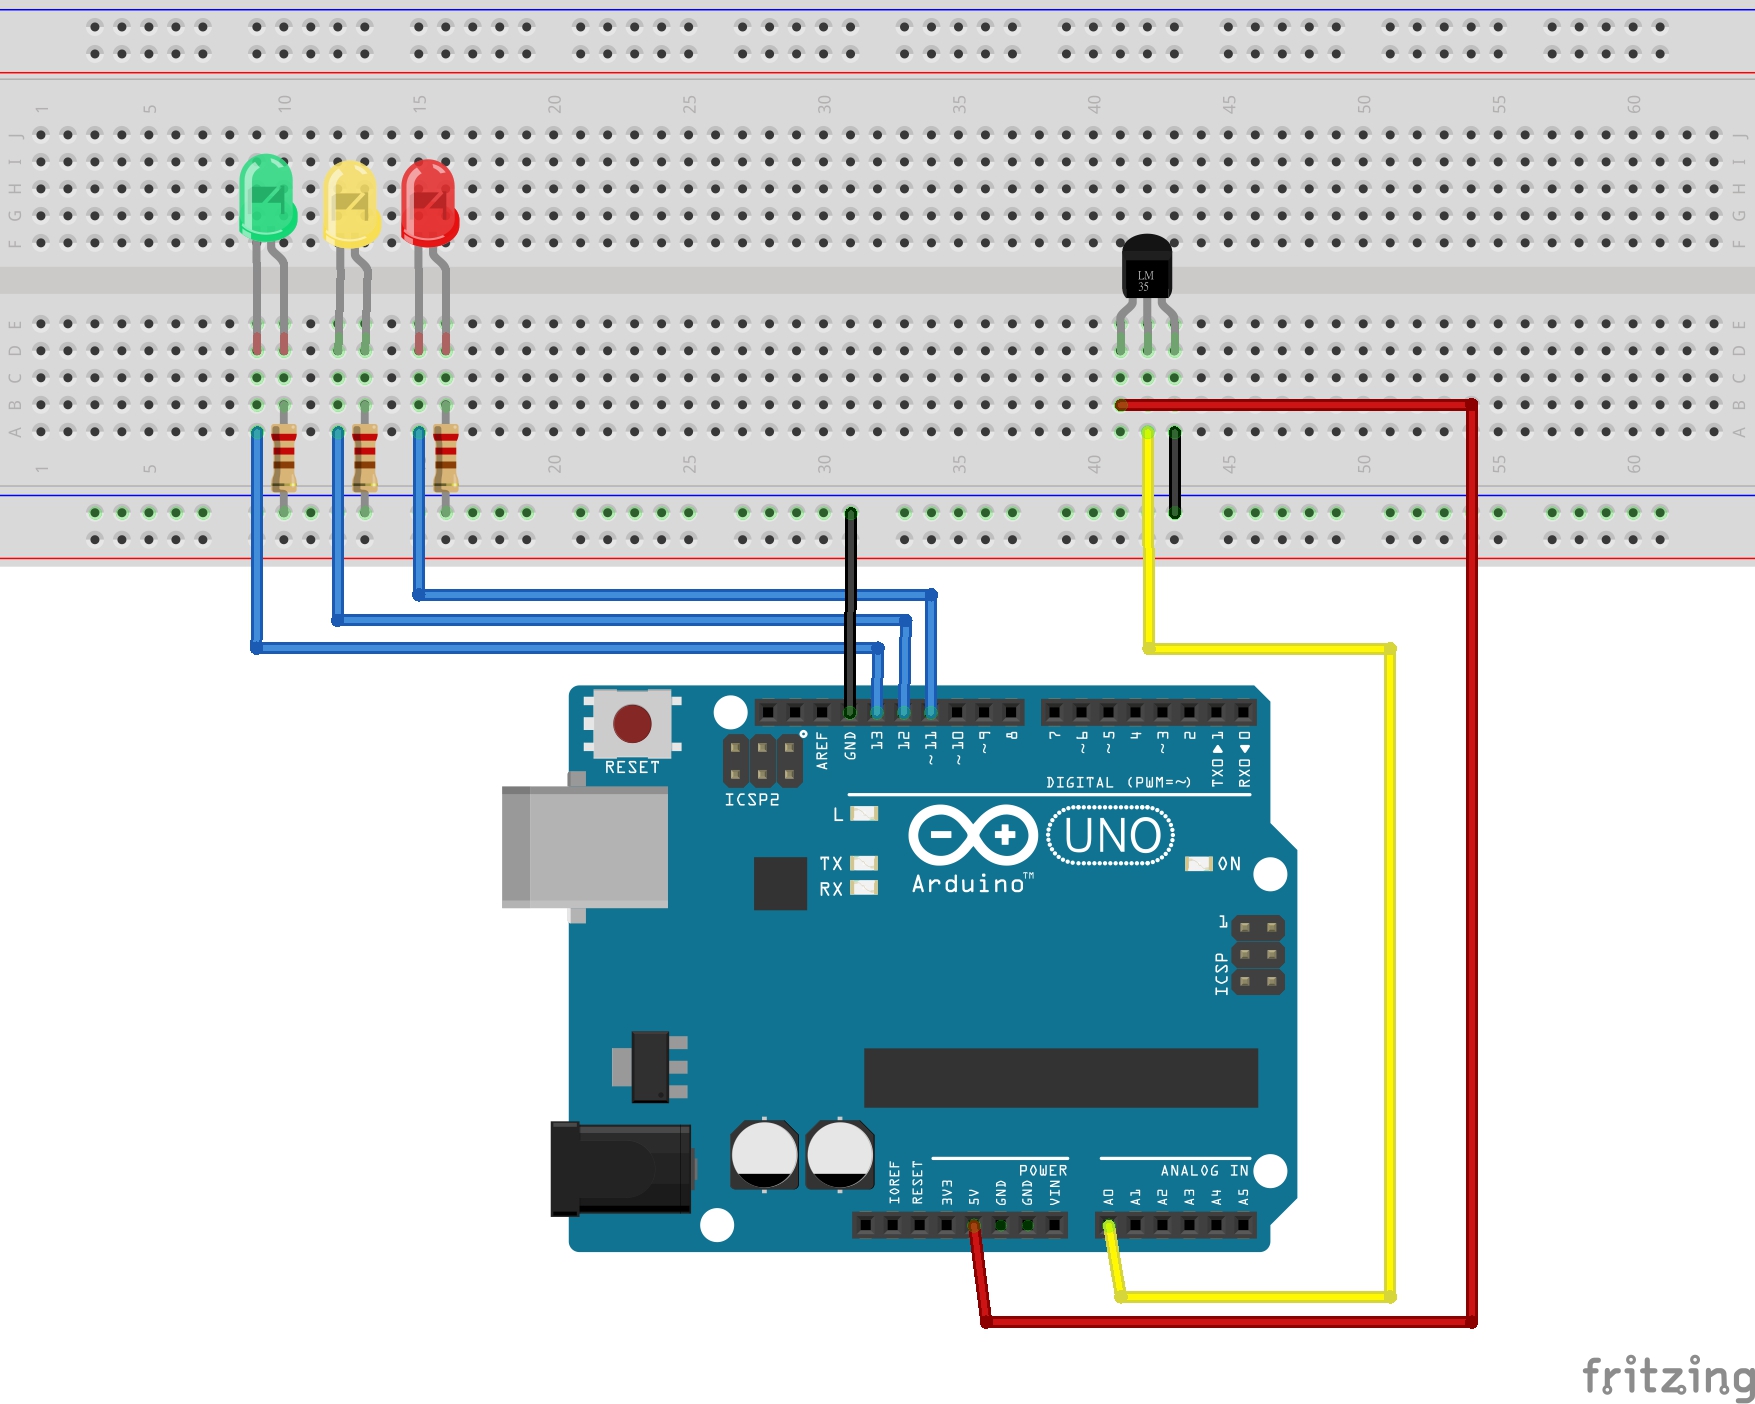 1 5 10 15 20 25 30 35 40 45 50 55 60
J J
I I
H H
G G
F F
LM
35
E E
D D
C C
B B
A A
1 5 10 15 20 25 30 35 40 45 50 55 60
RESET
AREF GND 13 12 ~11 ~10 ~9 8 7 ~6 ~5 4 ~3 2 TX0▶1 RX0◀0
ICSP2
DIGITAL (PWM=~)
L
TX
RX
UNO
ON
Arduino™
1
ICSP
POWER ANALOG IN
IOREF RESET 3V3 5V GND GND VIN A0 A1 A2 A3 A4 A5
fritzing